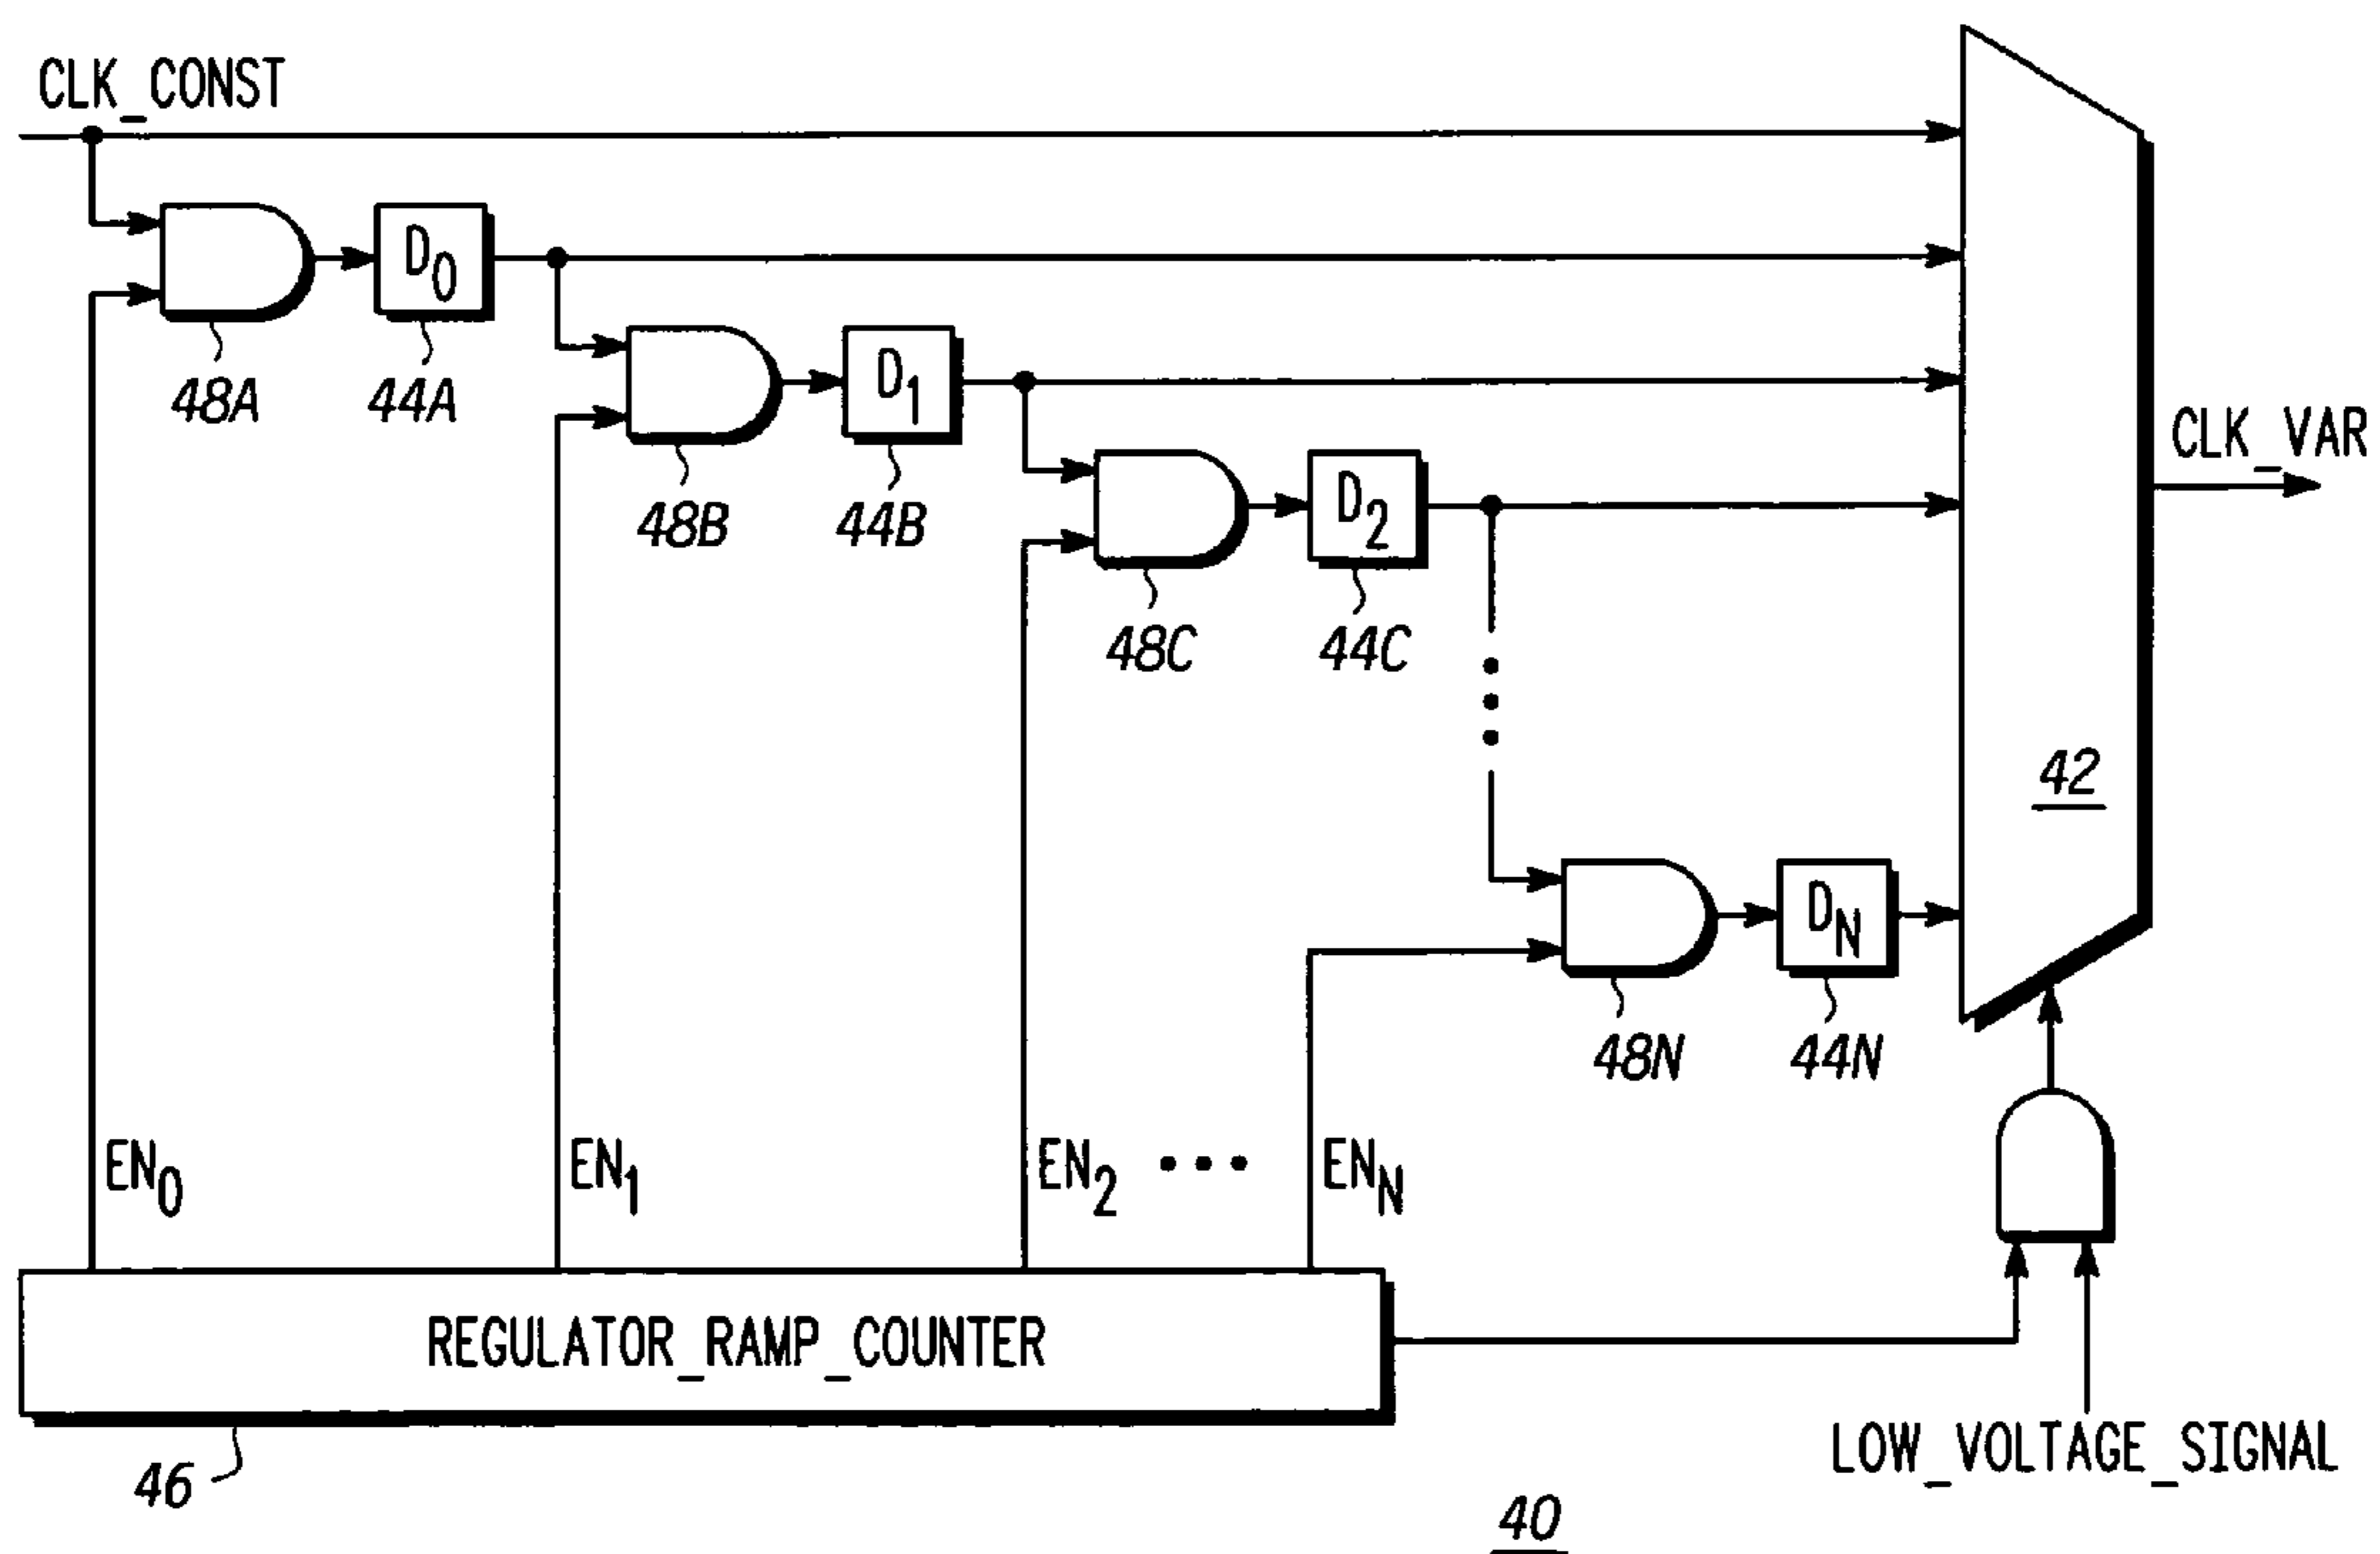 CLK_CONST
D0
48A
44A
D1
CLK_VAR
48B
44B
D2
48C
44C
42
DN
48N
44N
EN0
EN1
EN2 •••
ENN
REGULATOR_RAMP_COUNTER
LOW_VOLTAGE_SIGNAL
46
40